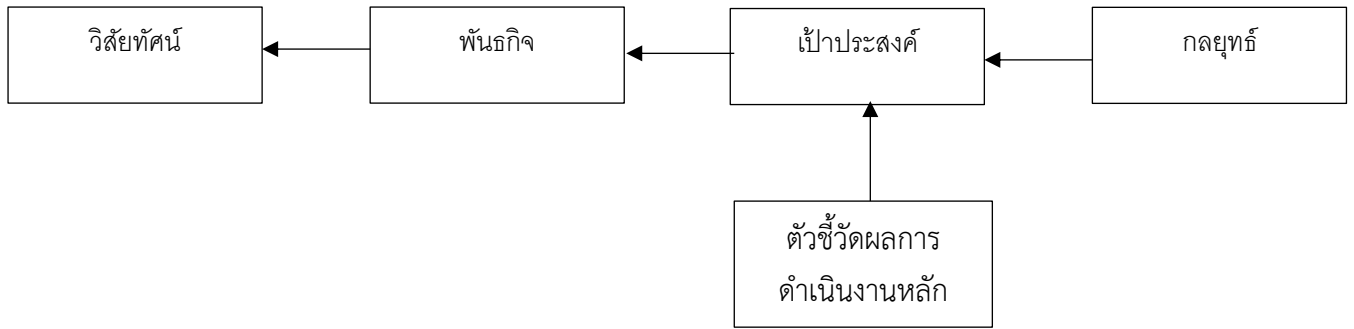 วิสัยทัศน์
พันธกิจ
เป้าประสงค์
กลยุทธ์
ตัวชี้วัดผลการ
ดำเนินงานหลัก